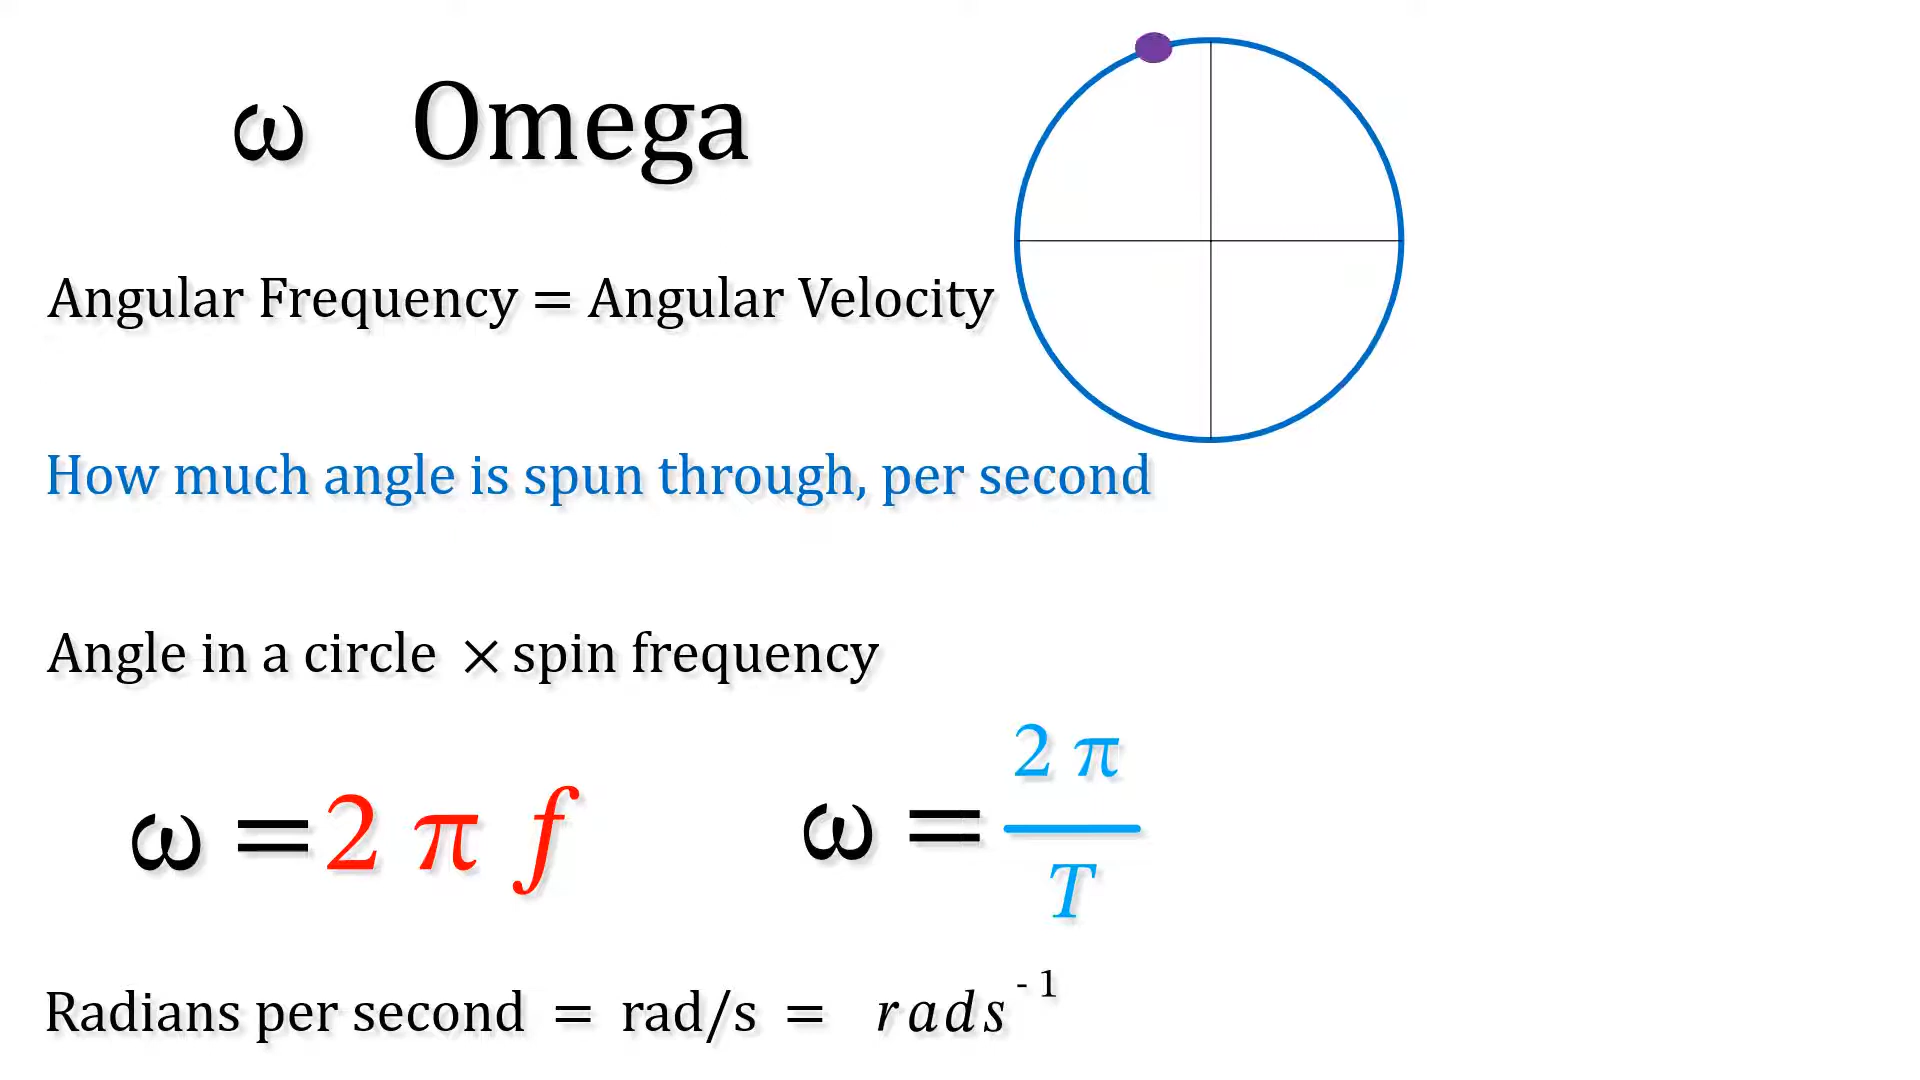 ω Omega
Angular Frequency = Angular Velocity
How much angle is spun through, per second
Angle in a circle × spin frequency
ω = 2 π f
ω = 2 π / T
Radians per second = rad/s = rads⁻¹